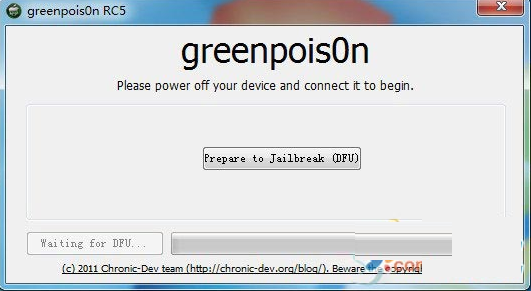 greenpois0n RC5
greenpois0n
Please power off your device and connect it to begin.
Prepare to Jailbreak (DFU)
Waiting for DFU...
(c) 2011 Chronic-Dev team (http://chronic-dev.org/blog/). Beware the